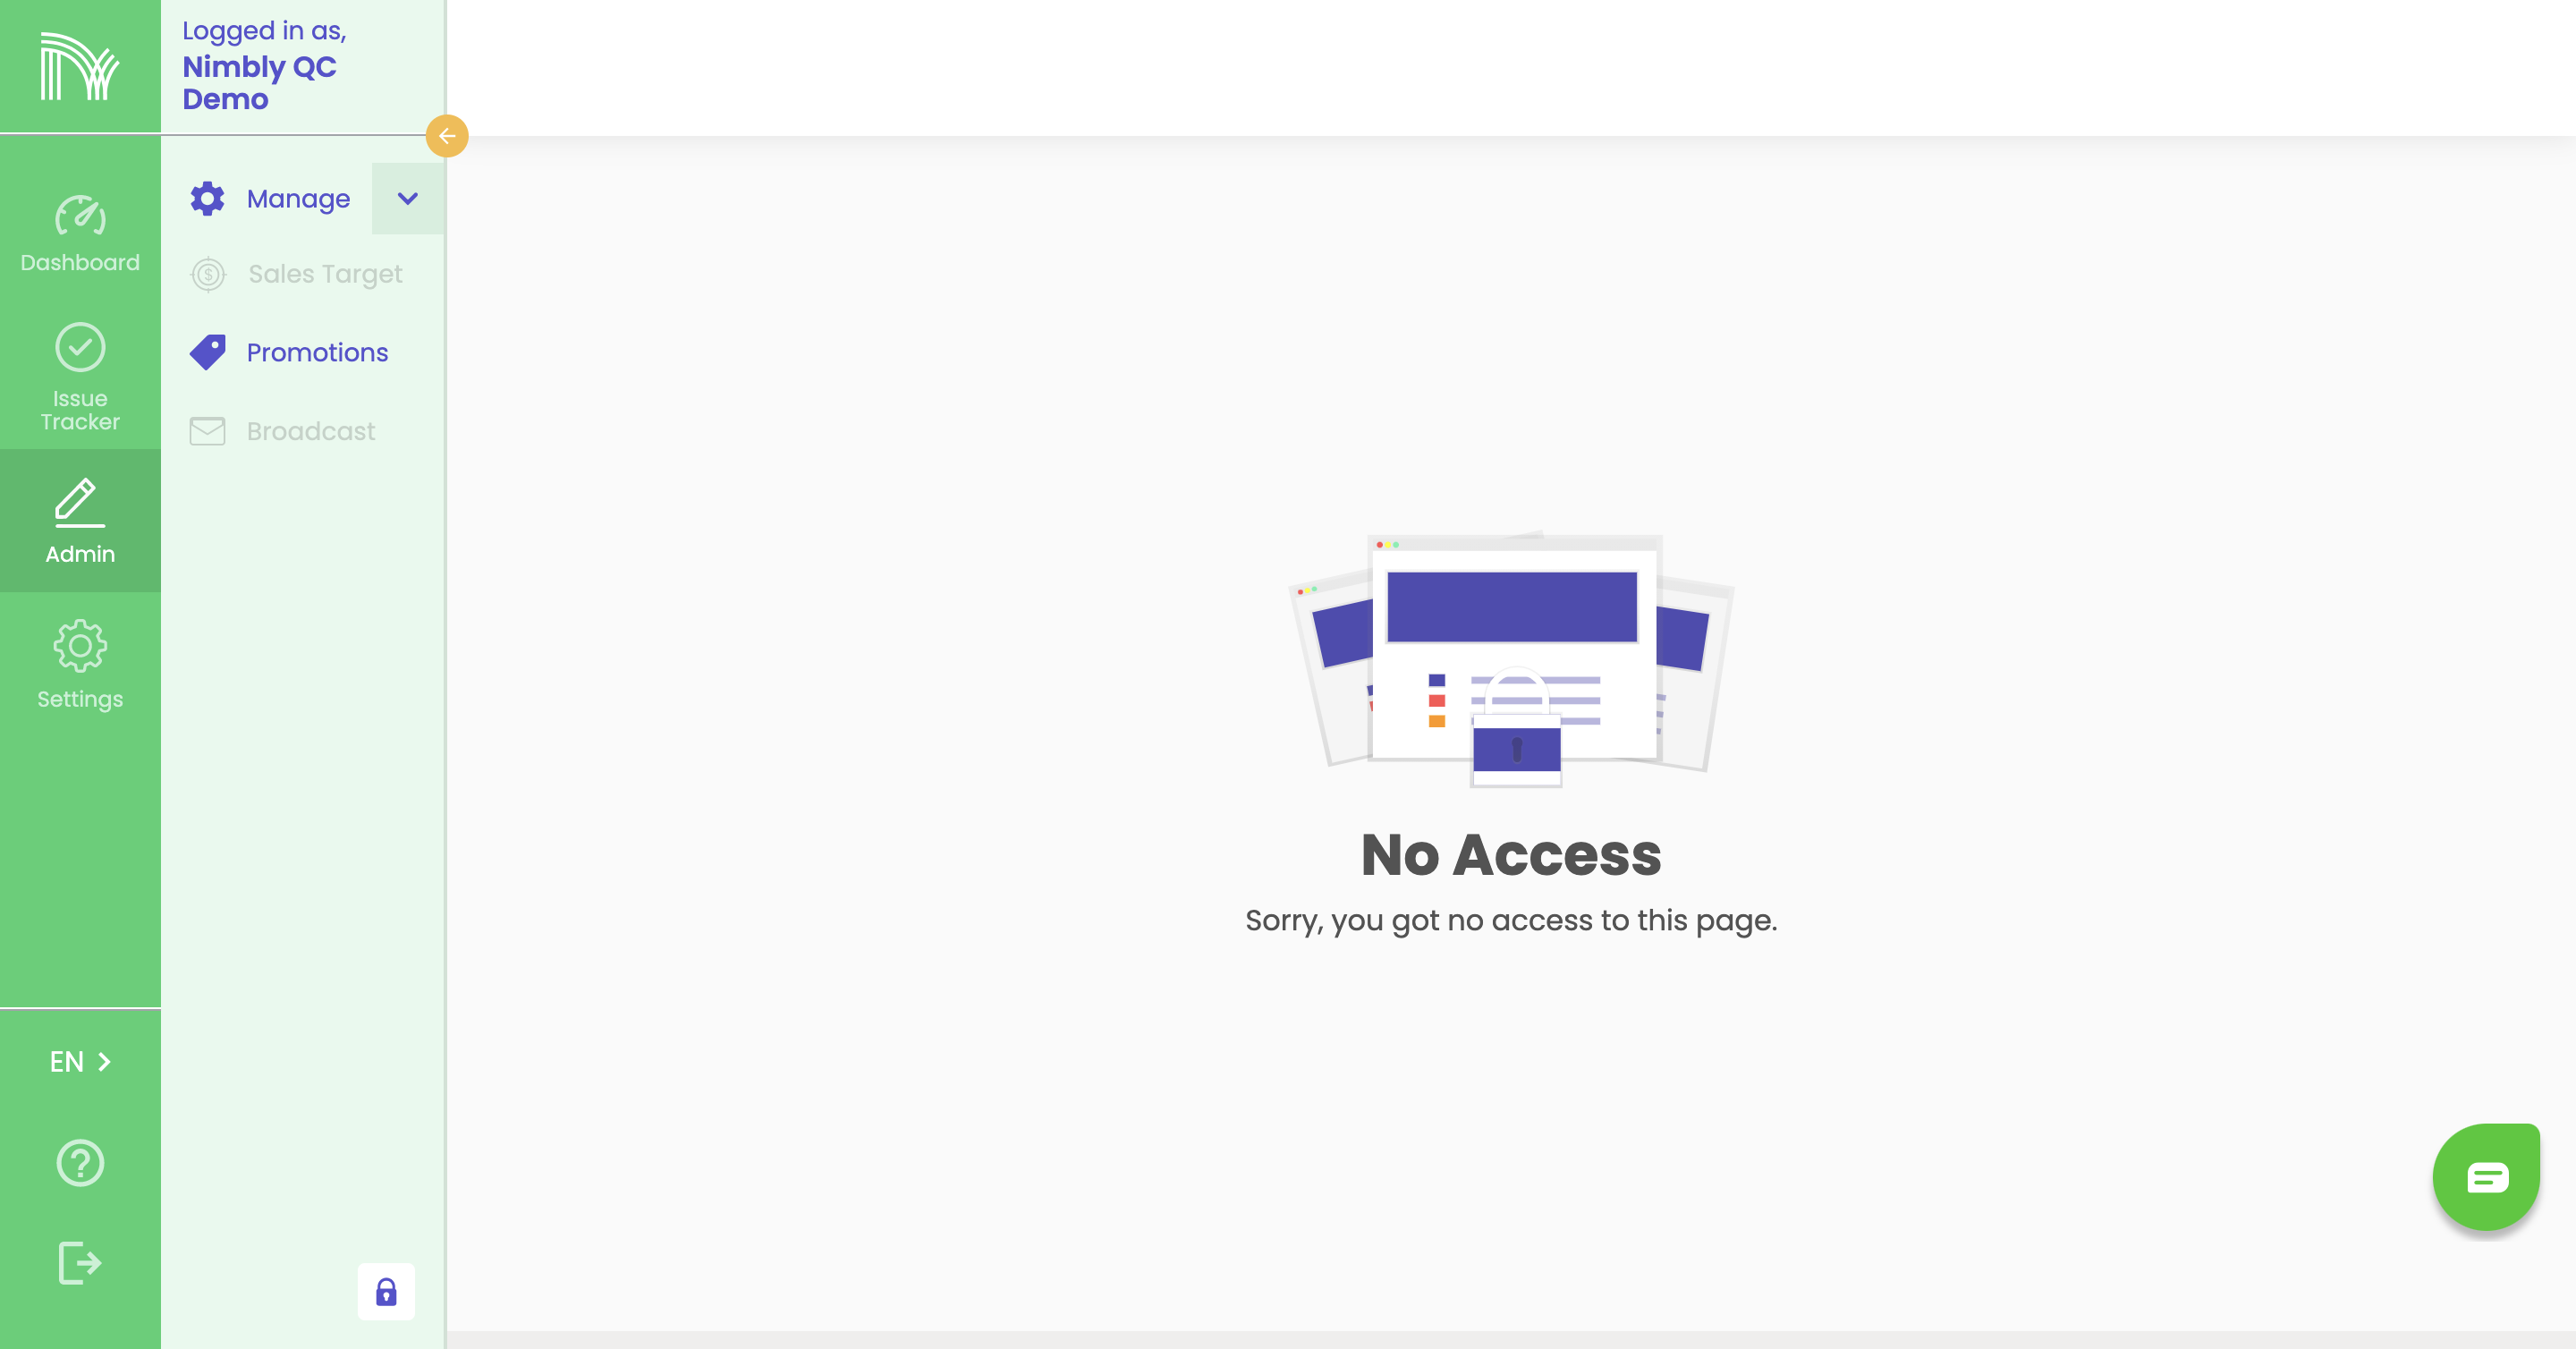 Logged in as,
Nimbly QC
Demo
Dashboard
Issue
Tracker
Admin
Settings
EN
Manage
Sales Target
Promotions
Broadcast
No Access
Sorry, you got no access to this page.